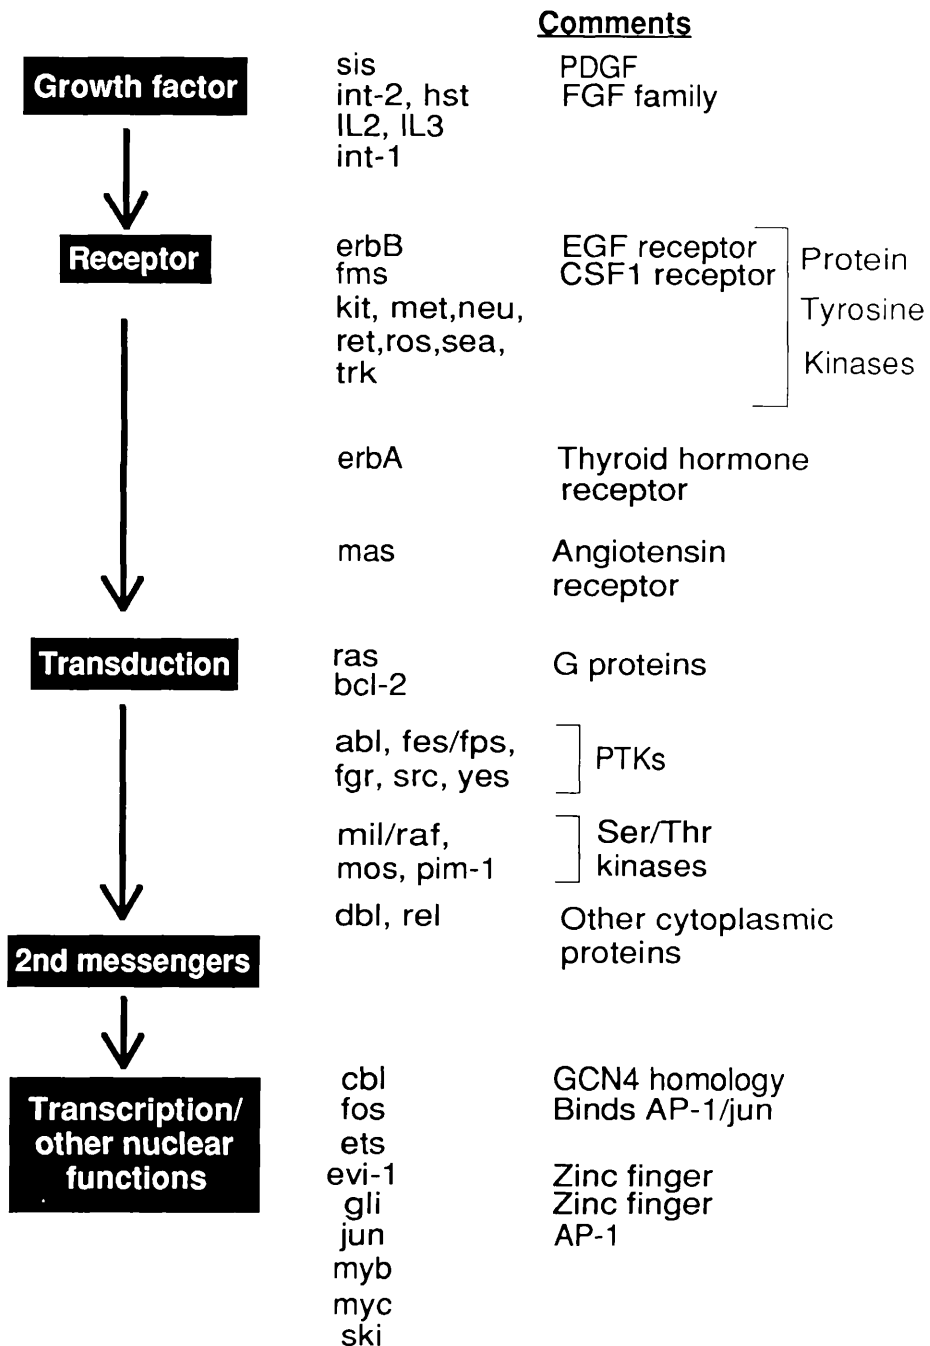 Comments
Growth factor
sis PDGF
int-2, hst FGF family
IL2, IL3
int-1
Receptor
erbB EGF receptor
fms CSF1 receptor
kit, met,neu,
ret,ros,sea,
trk
Protein
Tyrosine
Kinases
erbA Thyroid hormone
receptor
mas Angiotensin
receptor
Transduction
ras G proteins
bcl-2
abl, fes/fps, PTKs
fgr, src, yes
mil/raf, Ser/Thr
mos, pim-1 kinases
dbl, rel Other cytoplasmic
proteins
2nd messengers
Transcription/
other nuclear
functions
cbl GCN4 homology
fos Binds AP-1/jun
ets
evi-1 Zinc finger
gli Zinc finger
jun AP-1
myb
myc
ski